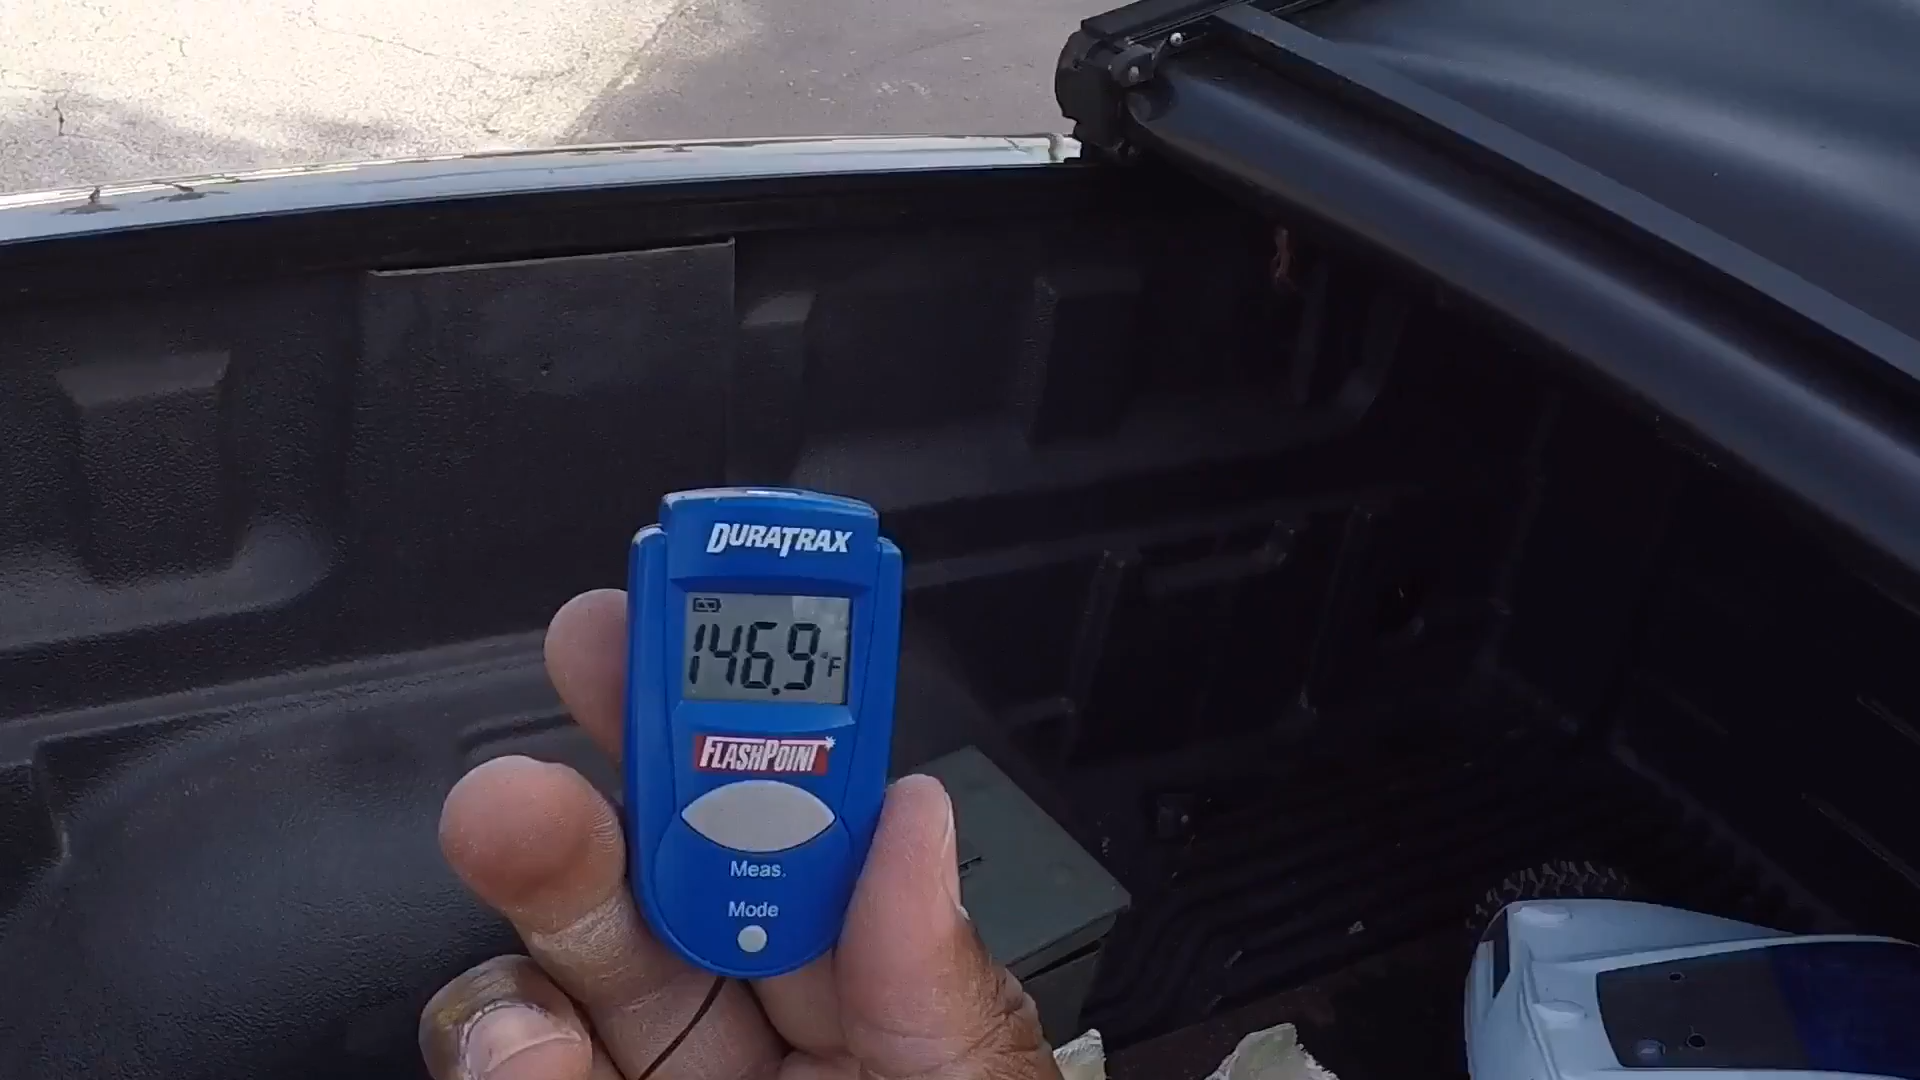 DURATRAX
146.9°F
FLASHPOINT
Meas.
Mode